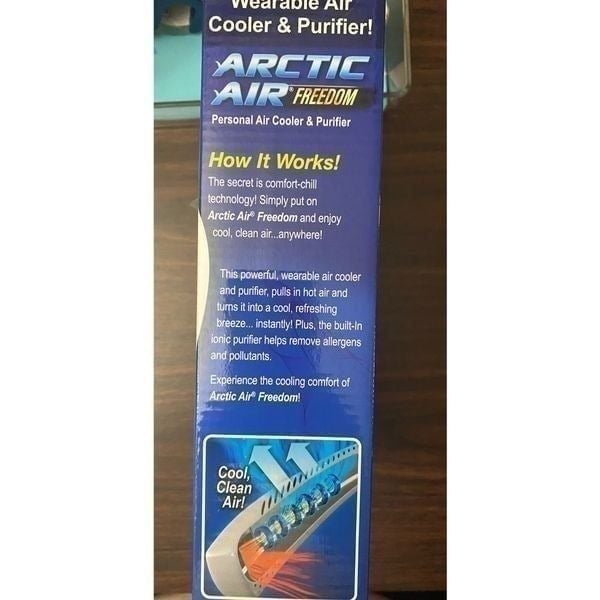 Wearable Air
Cooler & Purifier!
ARCTIC
AIR® FREEDOM
Personal Air Cooler & Purifier
How It Works!
The secret is comfort-chill
technology! Simply put on
Arctic Air® Freedom and enjoy
cool, clean air...anywhere!
This powerful, wearable air cooler
and purifier, pulls in hot air and
turns it into a cool, refreshing
breeze... instantly! Plus, the built-In
ionic purifier helps remove allergens
and pollutants.
Experience the cooling comfort of
Arctic Air® Freedom!
Cool,
Clean
Air!